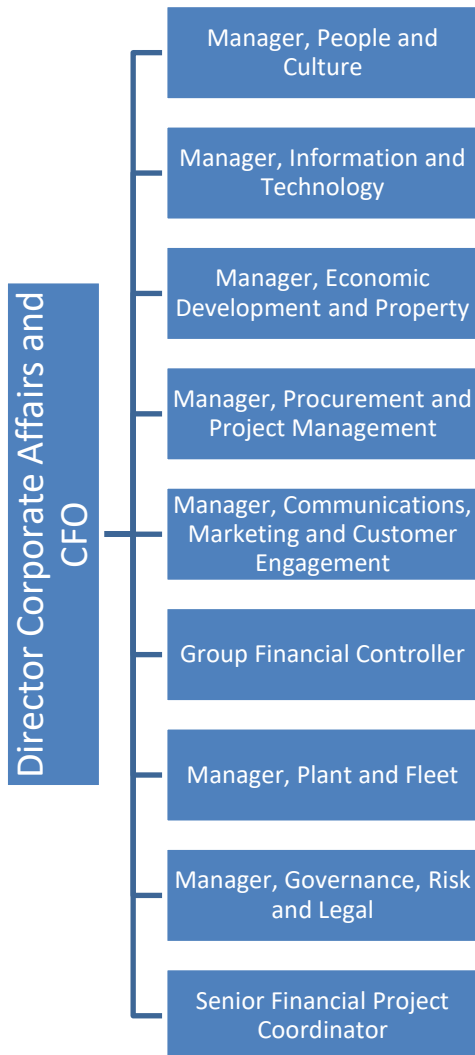 Director Corporate Affairs and
CFO
Manager, People and
Culture
Manager, Information and
Technology
Manager, Economic
Development and Property
Manager, Procurement and
Project Management
Manager, Communications,
Marketing and Customer
Engagement
Group Financial Controller
Manager, Plant and Fleet
Manager, Governance, Risk
and Legal
Senior Financial Project
Coordinator